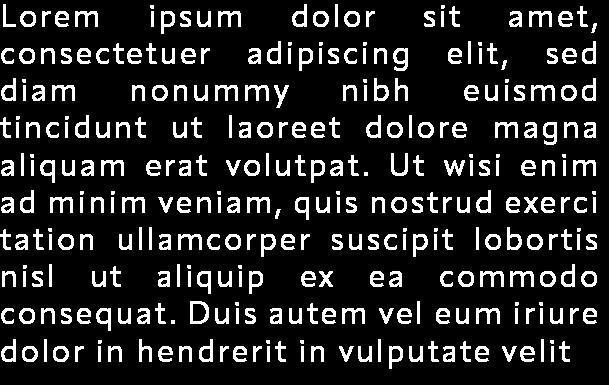 Lorem ipsum dolor sit amet,
consectetuer adipiscing elit, sed
diam nonummy nibh euismod
tincidunt ut laoreet dolore magna
aliquam erat volutpat. Ut wisi enim
ad minim veniam, quis nostrud exerci
tation ullamcorper suscipit lobortis
nisl ut aliquip ex ea commodo
consequat. Duis autem vel eum iriure
dolor in hendrerit in vulputate velit